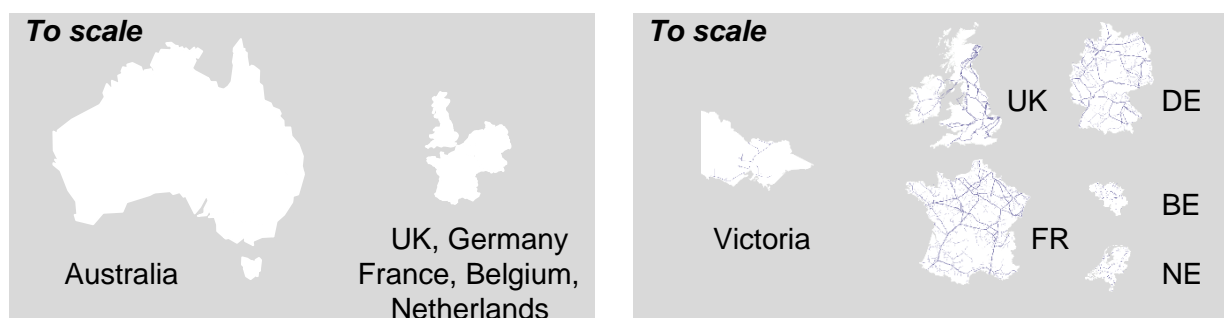 To scale
Australia
UK, Germany
France, Belgium,
Netherlands
To scale
UK
DE
Victoria
FR
BE
NE